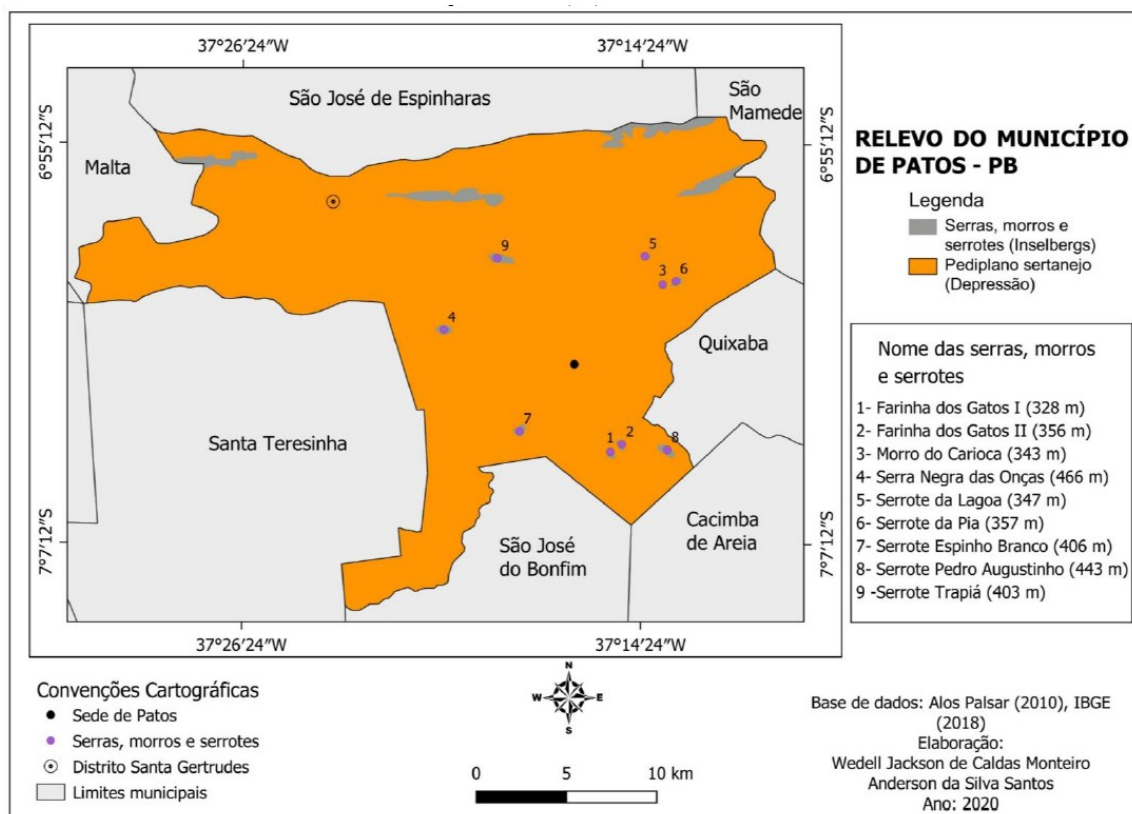 37°26′24″W
37°14′24″W
São José de Espinharas
São
Mamede
6°55′12″S
6°55′12″S
Malta
RELEVO DO MUNICÍPIO
DE PATOS - PB
Legenda
Serras, morros e
serrotes (Inselbergs)
Pediplano sertanejo
(Depressão)
9
5
3
6
4
Quixaba
7
1
2
8
Santa Teresinha
Cacimba
de Areia
São José
do Bonfim
7°7′12″S
7°7′12″S
37°26′24″W
37°14′24″W
Nome das serras, morros
e serrotes
1- Farinha dos Gatos I (328 m)
2- Farinha dos Gatos II (356 m)
3- Morro do Carioca (343 m)
4- Serra Negra das Onças (466 m)
5- Serrote da Lagoa (347 m)
6- Serrote da Pia (357 m)
7- Serrote Espinho Branco (406 m)
8- Serrote Pedro Augustinho (443 m)
9 -Serrote Trapiá (403 m)
Convenções Cartográficas
Sede de Patos
Serras, morros e serrotes
Distrito Santa Gertrudes
Limites municipais
N
W
E
S
0 5 10 km
Base de dados: Alos Palsar (2010), IBGE
(2018)
Elaboração:
Wedell Jackson de Caldas Monteiro
Anderson da Silva Santos
Ano: 2020